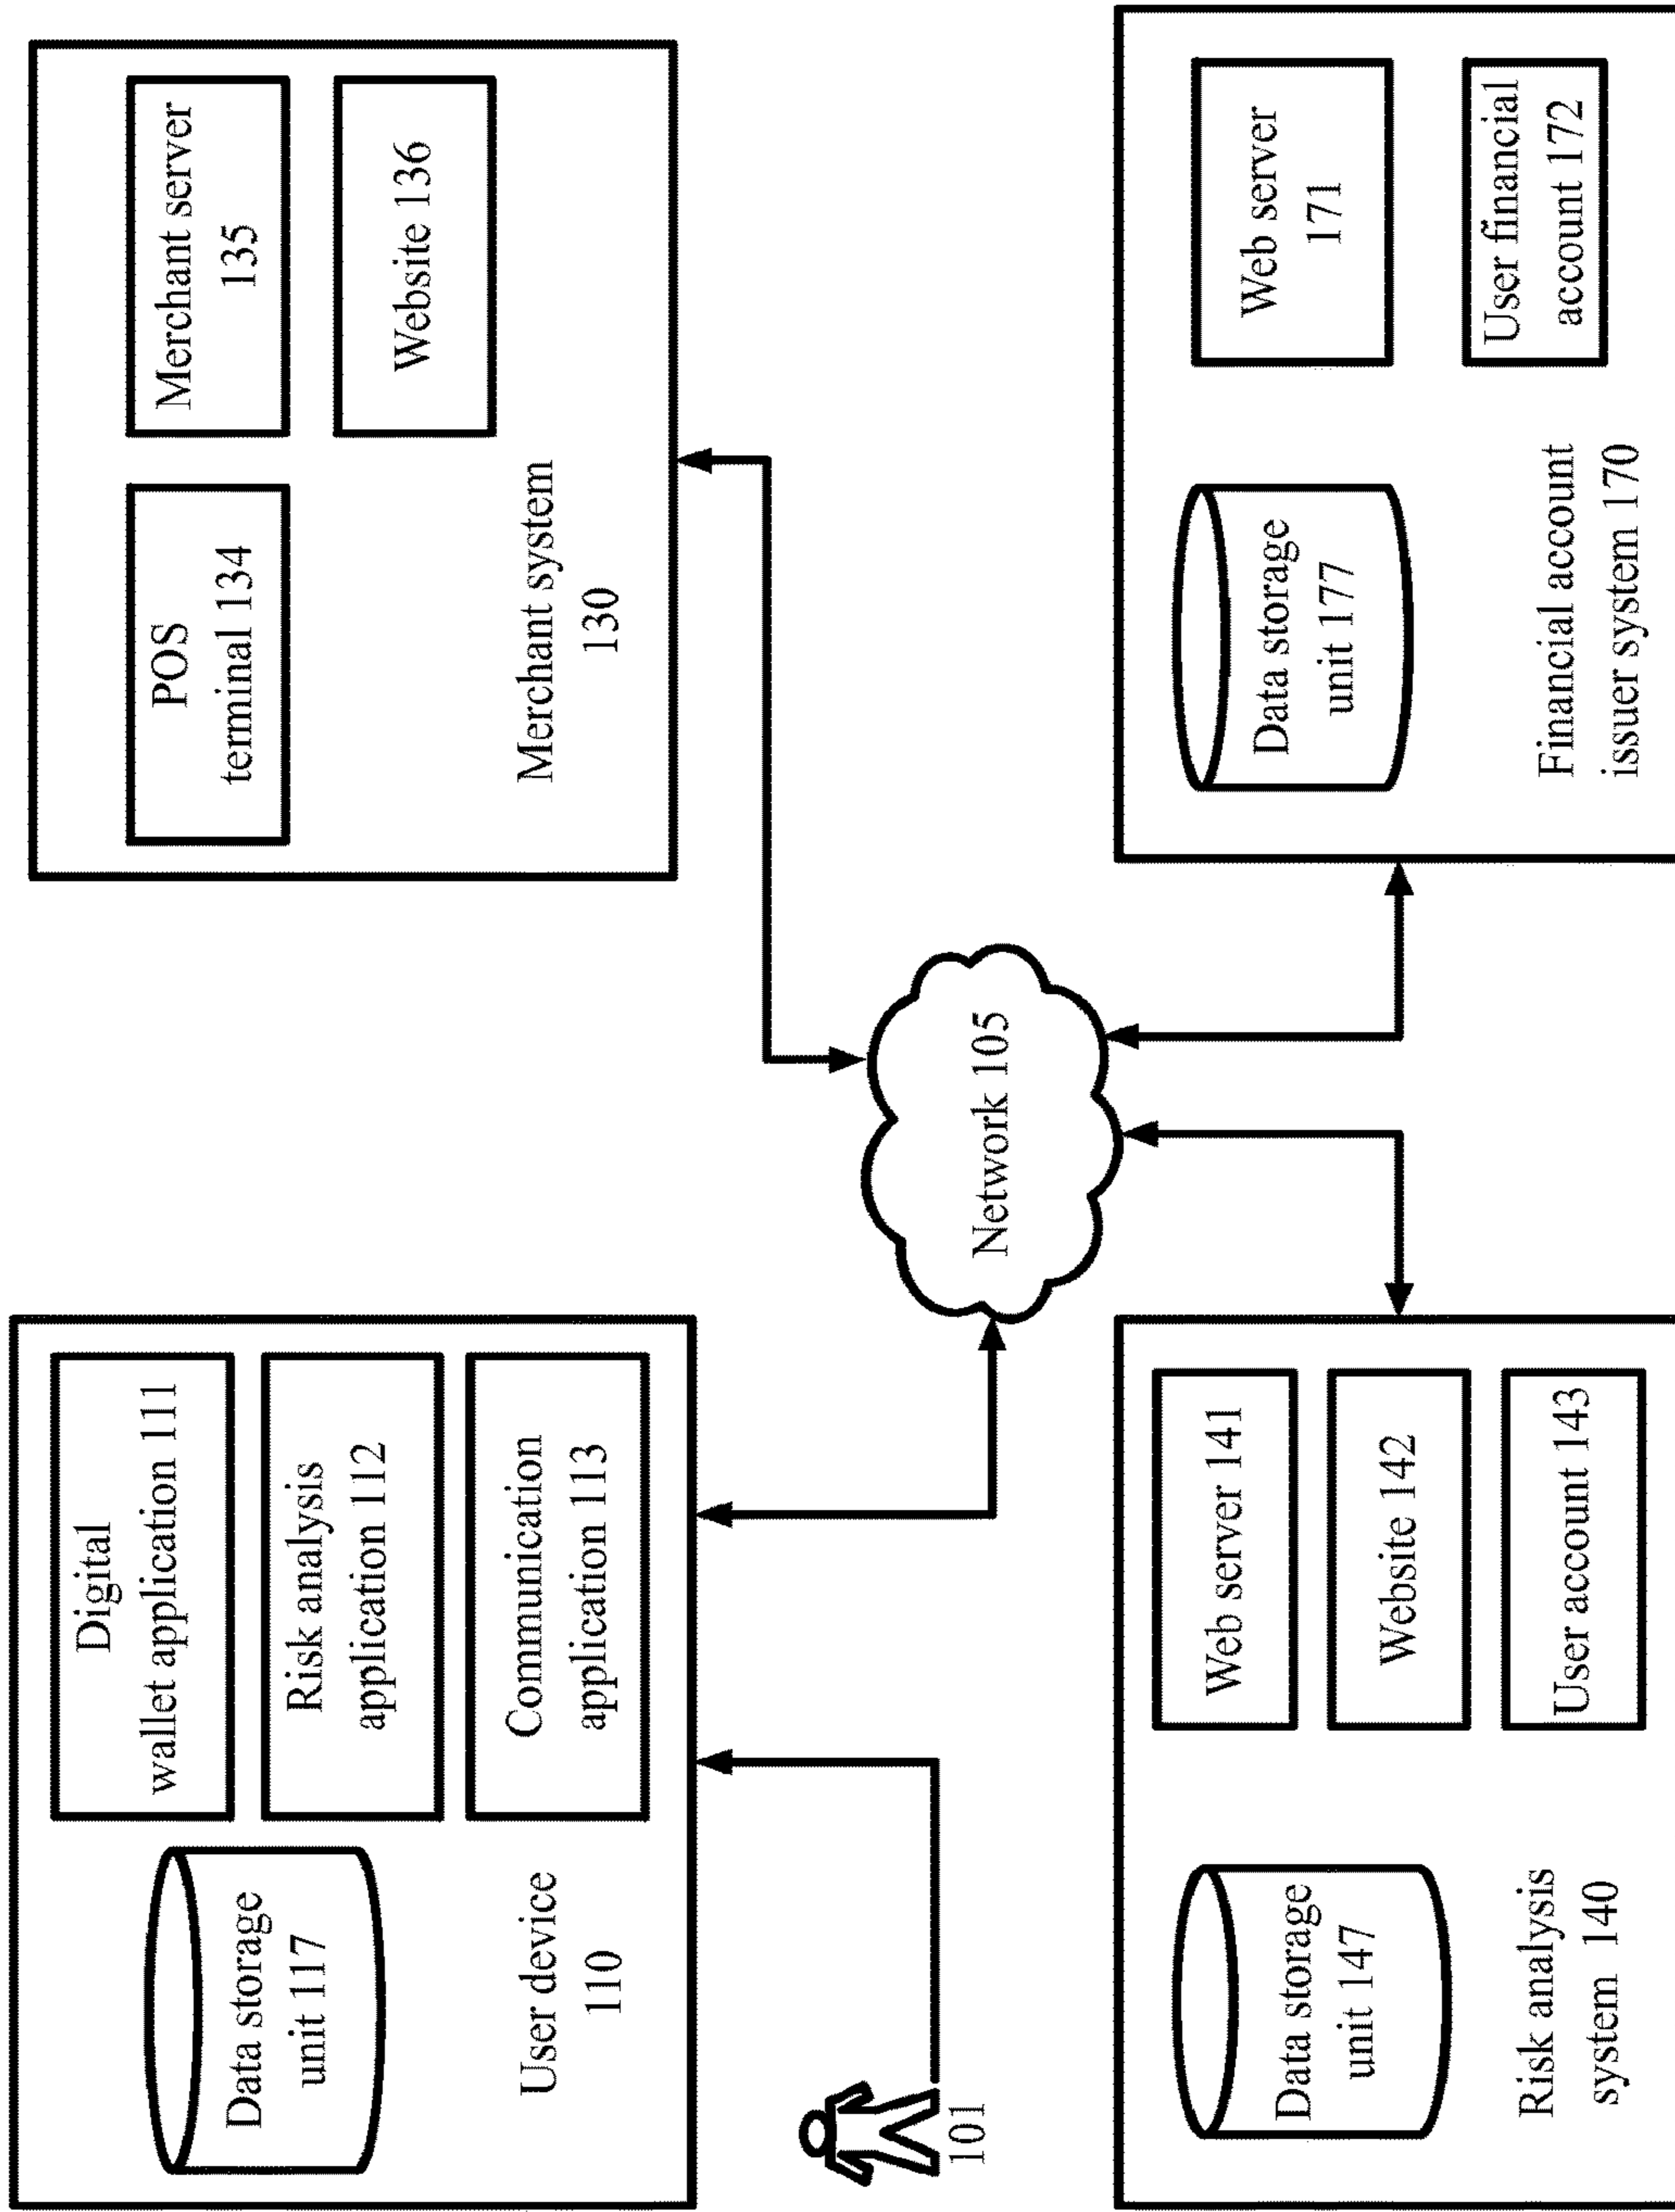 Digital
wallet application 111
Data storage
unit 117
Risk analysis
application 112
Communication
application 113
User device
110
101
POS
terminal 134
Merchant server
135
Website 136
Merchant system
130
Network 105
Data storage
unit 147
Web server 141
Website 142
User account 143
Risk analysis
system 140
Data storage
unit 177
Web server
171
User financial
account 172
Financial account
issuer system 170